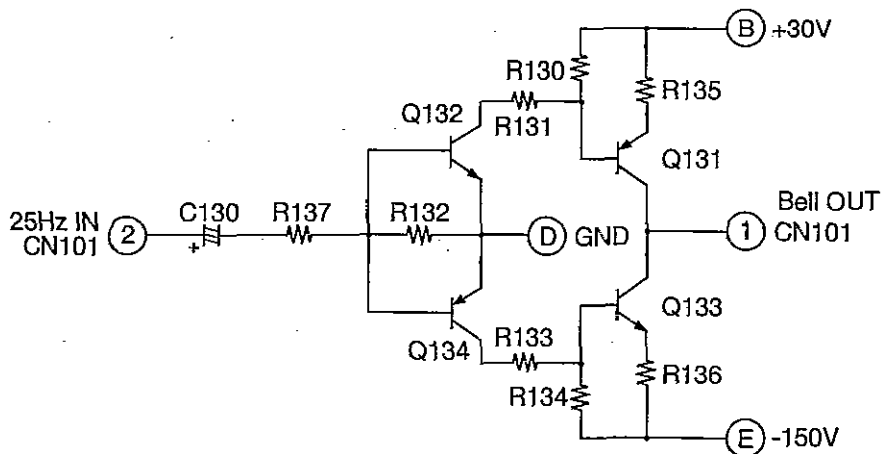 B +30V
R130
R135
Q132
R131
Q131
25Hz IN
CN101
2
C130
+
R137
R132
D GND
Bell OUT
1 CN101
Q133
Q134
R133
R134
R136
E -150V